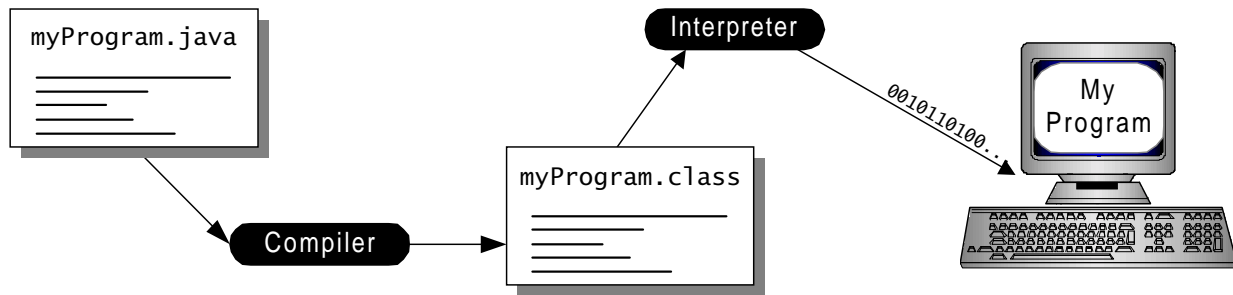 myProgram.java
Compiler
myProgram.class
Interpreter
0010110100...
My
Program